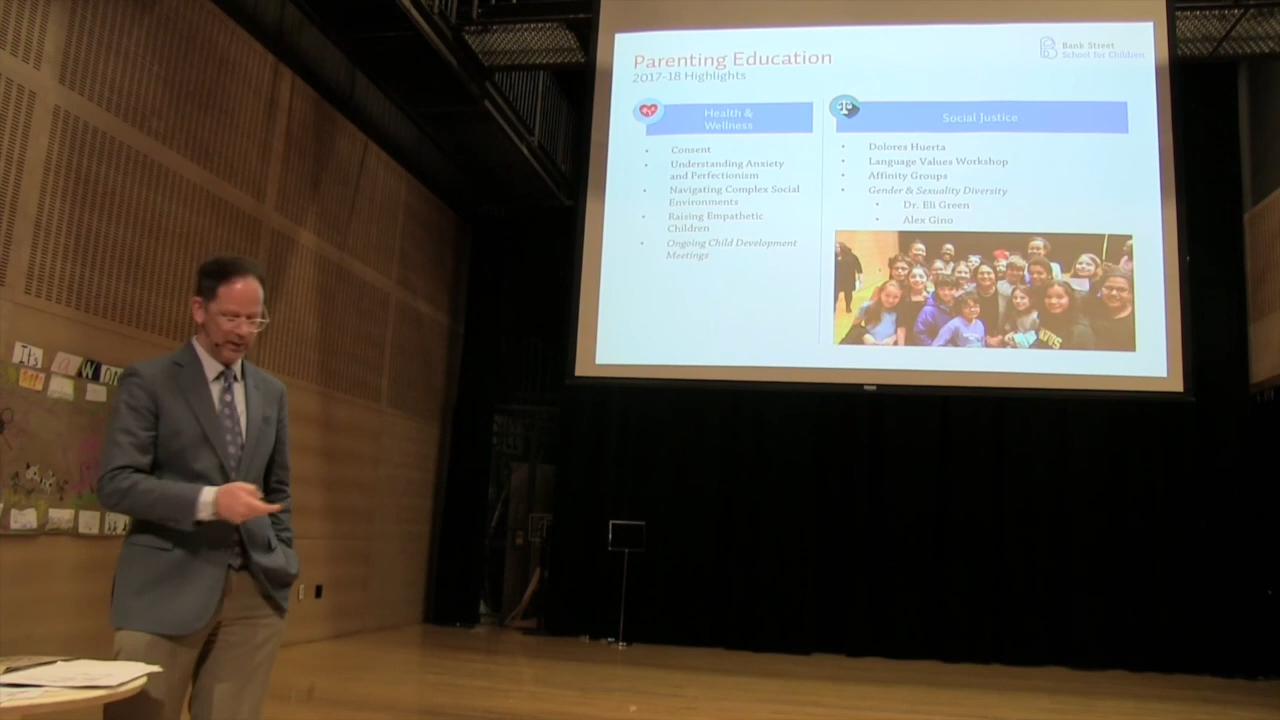 Parenting Education
2017-18 Highlights
Bank Street
School for Children
Health &
Wellness
• Consent
• Understanding Anxiety
and Perfectionism
• Navigating Complex Social
Environments
• Raising Empathetic
Children
• Ongoing Child Development
Meetings
Social Justice
• Dolores Huerta
• Language Values Workshop
• Affinity Groups
• Gender & Sexuality Diversity
• Dr. Eli Green
• Alex Gino
It's a